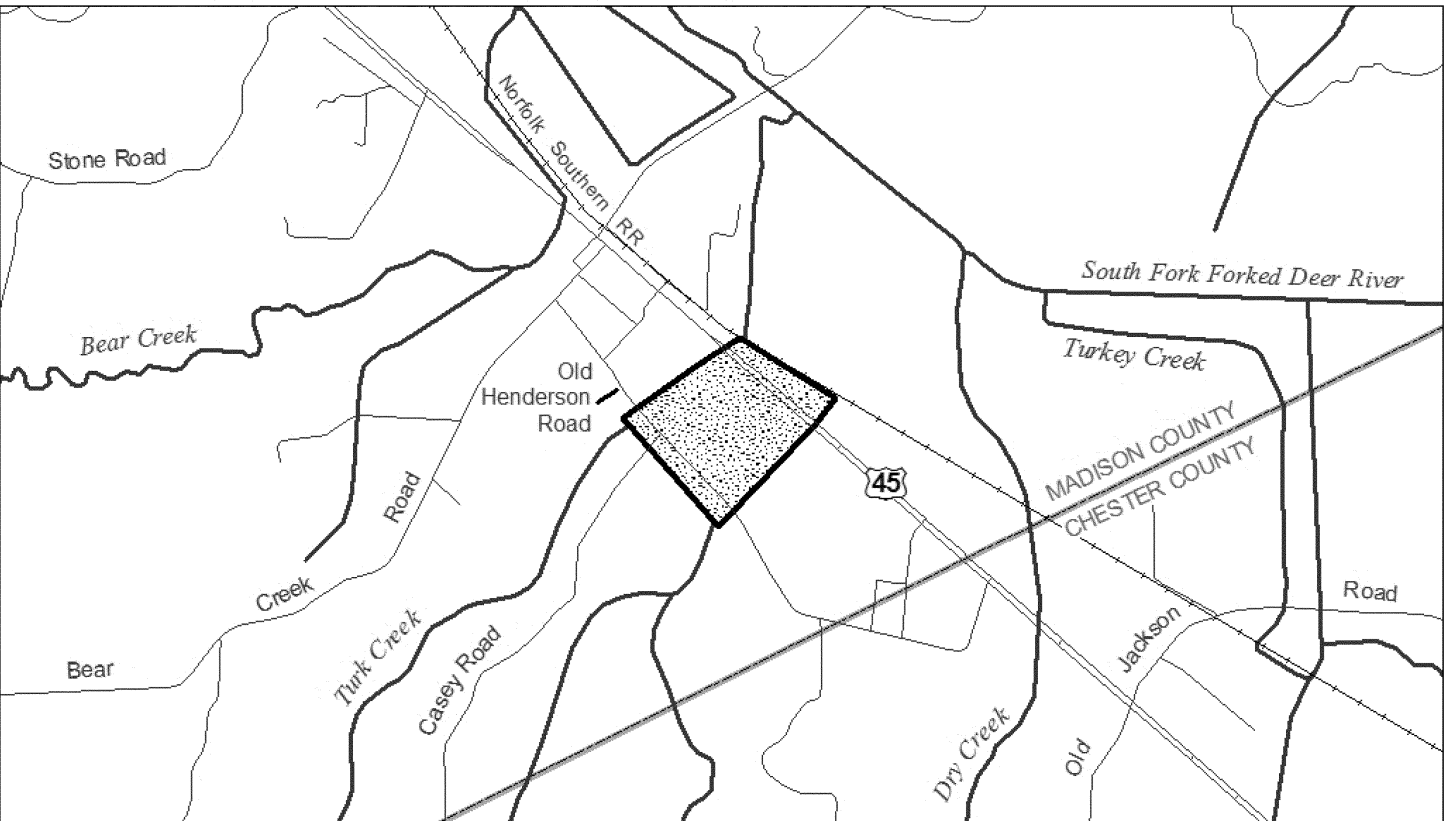 Norfolk Southern RR
Stone Road
South Fork Forked Deer River
Bear Creek
Turkey Creek
Old
Henderson
Road
MADISON COUNTY
CHESTER COUNTY
45
Road
Creek
Bear
Turk Creek
Casey Road
Dry Creek
Road
Jackson
Old